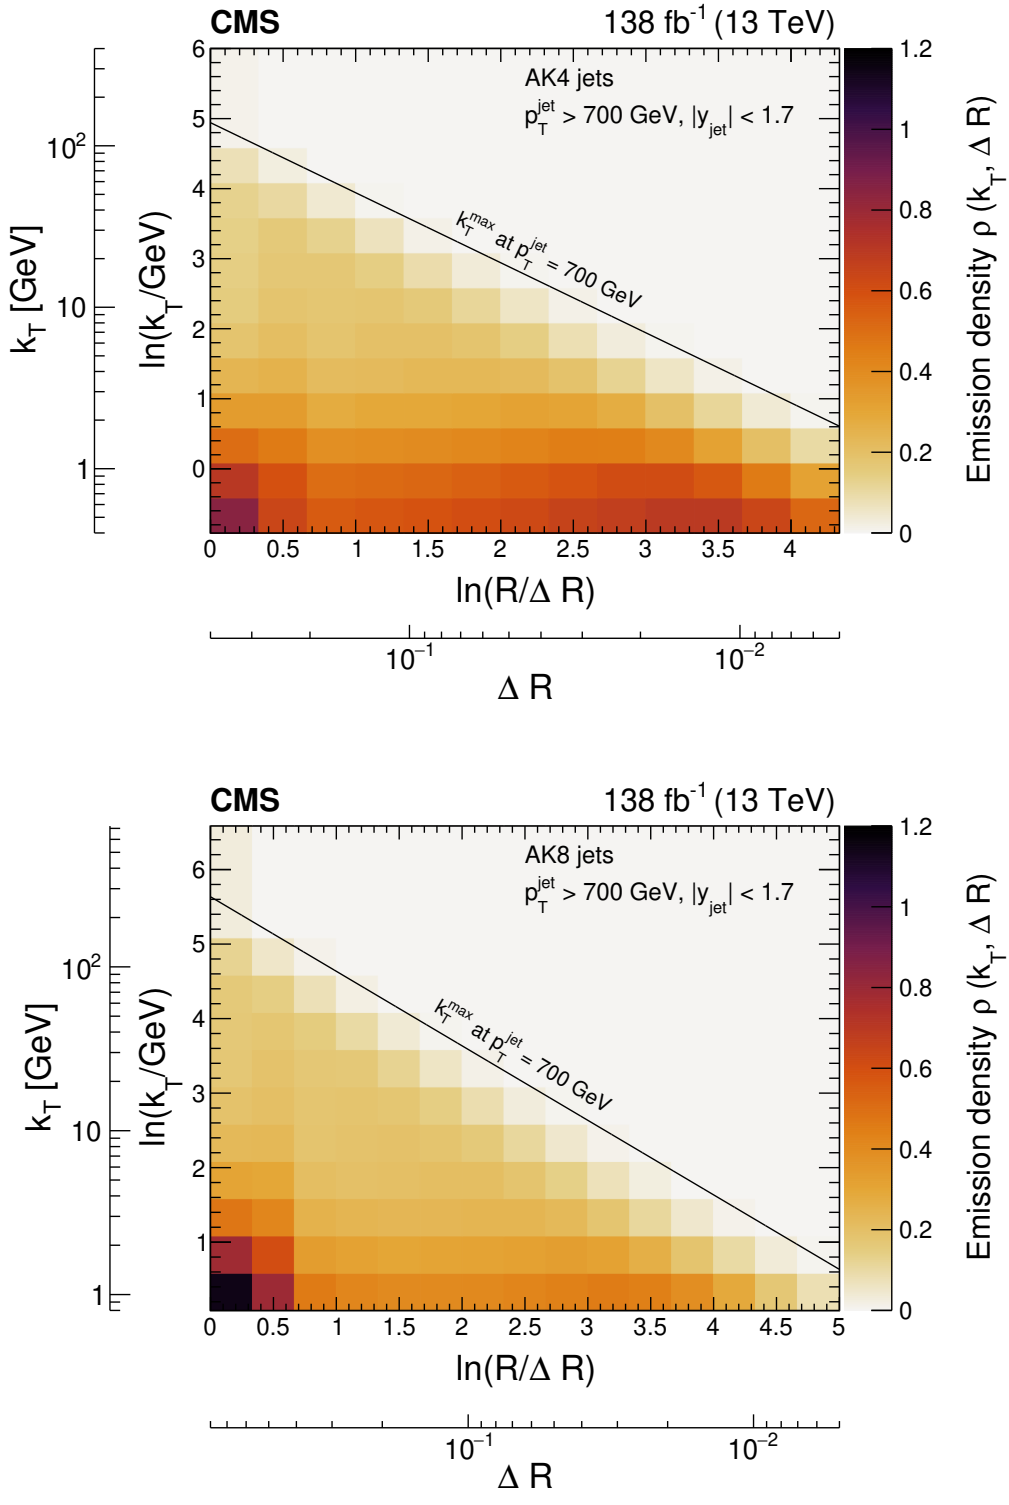 CMS 138 fb⁻¹ (13 TeV)
AK4 jets
p_T^jet > 700 GeV, |y_jet| < 1.7
k_T^max at p_T^jet = 700 GeV
6
5
4
3
2
1
0
ln(k_T/GeV)
10²
10
1
k_T [GeV]
0 0.5 1 1.5 2 2.5 3 3.5 4
ln(R/Δ R)
10⁻¹ 10⁻²
Δ R
1.2
1
0.8
0.6
0.4
0.2
0
Emission density ρ (k_T, Δ R)
CMS 138 fb⁻¹ (13 TeV)
AK8 jets
p_T^jet > 700 GeV, |y_jet| < 1.7
k_T^max at p_T^jet = 700 GeV
6
5
4
3
2
1
ln(k_T/GeV)
10²
10
1
k_T [GeV]
0 0.5 1 1.5 2 2.5 3 3.5 4 4.5 5
ln(R/Δ R)
10⁻¹ 10⁻²
Δ R
1.2
1
0.8
0.6
0.4
0.2
0
Emission density ρ (k_T, Δ R)